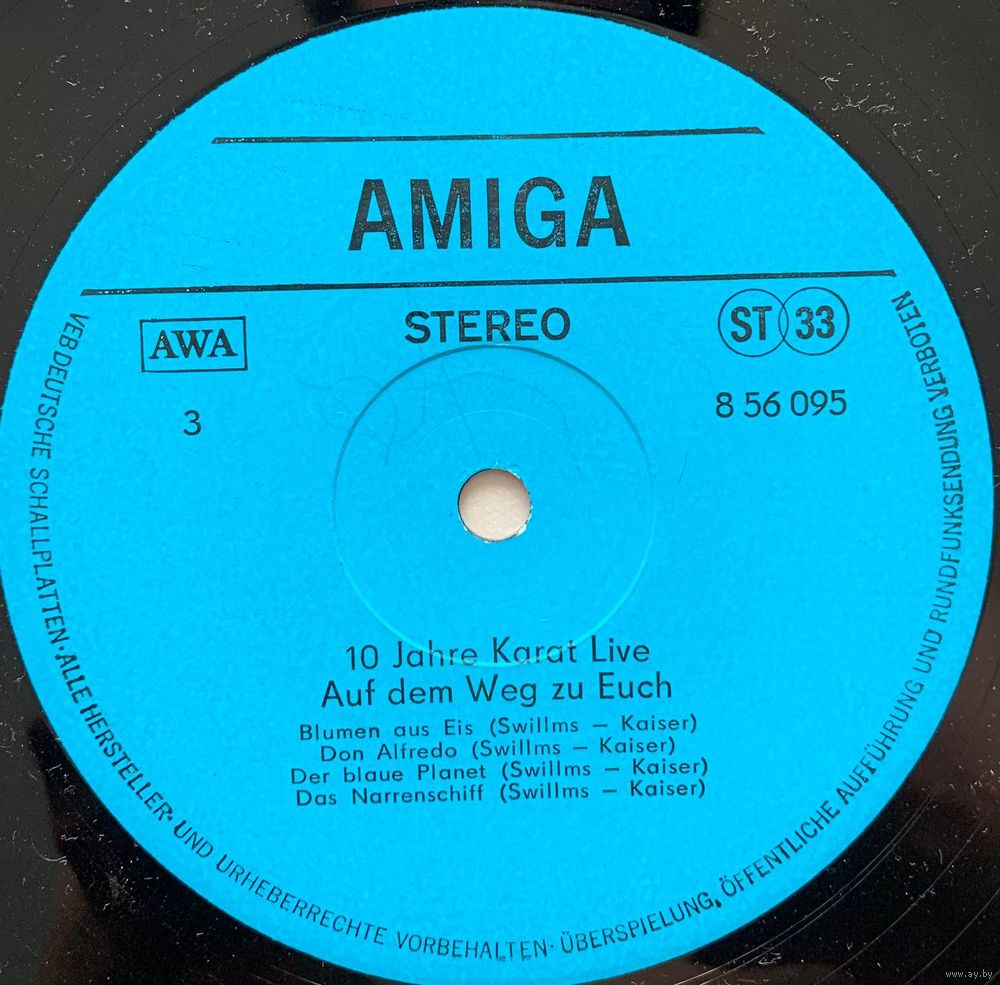 AMIGA
STEREO
AWA
ST 33
3
8 56 095
10 Jahre Karat Live
Auf dem Weg zu Euch
Blumen aus Eis (Swillms — Kaiser)
Don Alfredo (Swillms — Kaiser)
Der blaue Planet (Swillms — Kaiser)
Das Narrenschiff (Swillms — Kaiser)
VEB DEUTSCHE SCHALLPLATTEN · ALLE HERSTELLER- UND URHEBERRECHTE VORBEHALTEN · ÜBERSPIELUNG, ÖFFENTLICHE AUFFÜHRUNG UND RUNDFUNKSENDUNG VERBOTEN
www.ay.by